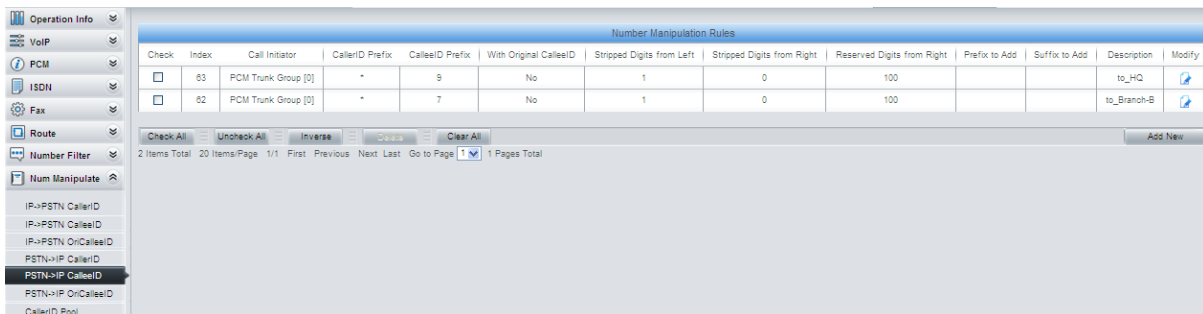 Operation Info
VoIP
PCM
ISDN
Fax
Route
Number Filter
Num Manipulate
IP->PSTN CallerID
IP->PSTN CalleeID
IP->PSTN OriCalleeID
PSTN->IP CallerID
PSTN->IP CalleeID
PSTN->IP OriCalleeID
CallerID Pool
Number Manipulation Rules
Check Index Call Initiator CallerID Prefix CalleeID Prefix With Original CalleeID Stripped Digits from Left Stripped Digits from Right Reserved Digits from Right Prefix to Add Suffix to Add Description Modify
63 PCM Trunk Group [0] * 9 No 1 0 100 to_HQ
62 PCM Trunk Group [0] * 7 No 1 0 100 to_Branch-B
Check All Uncheck All Inverse Delete Clear All Add New
2 Items Total 20 Items/Page 1/1 First Previous Next Last Go to Page 1 1 Pages Total